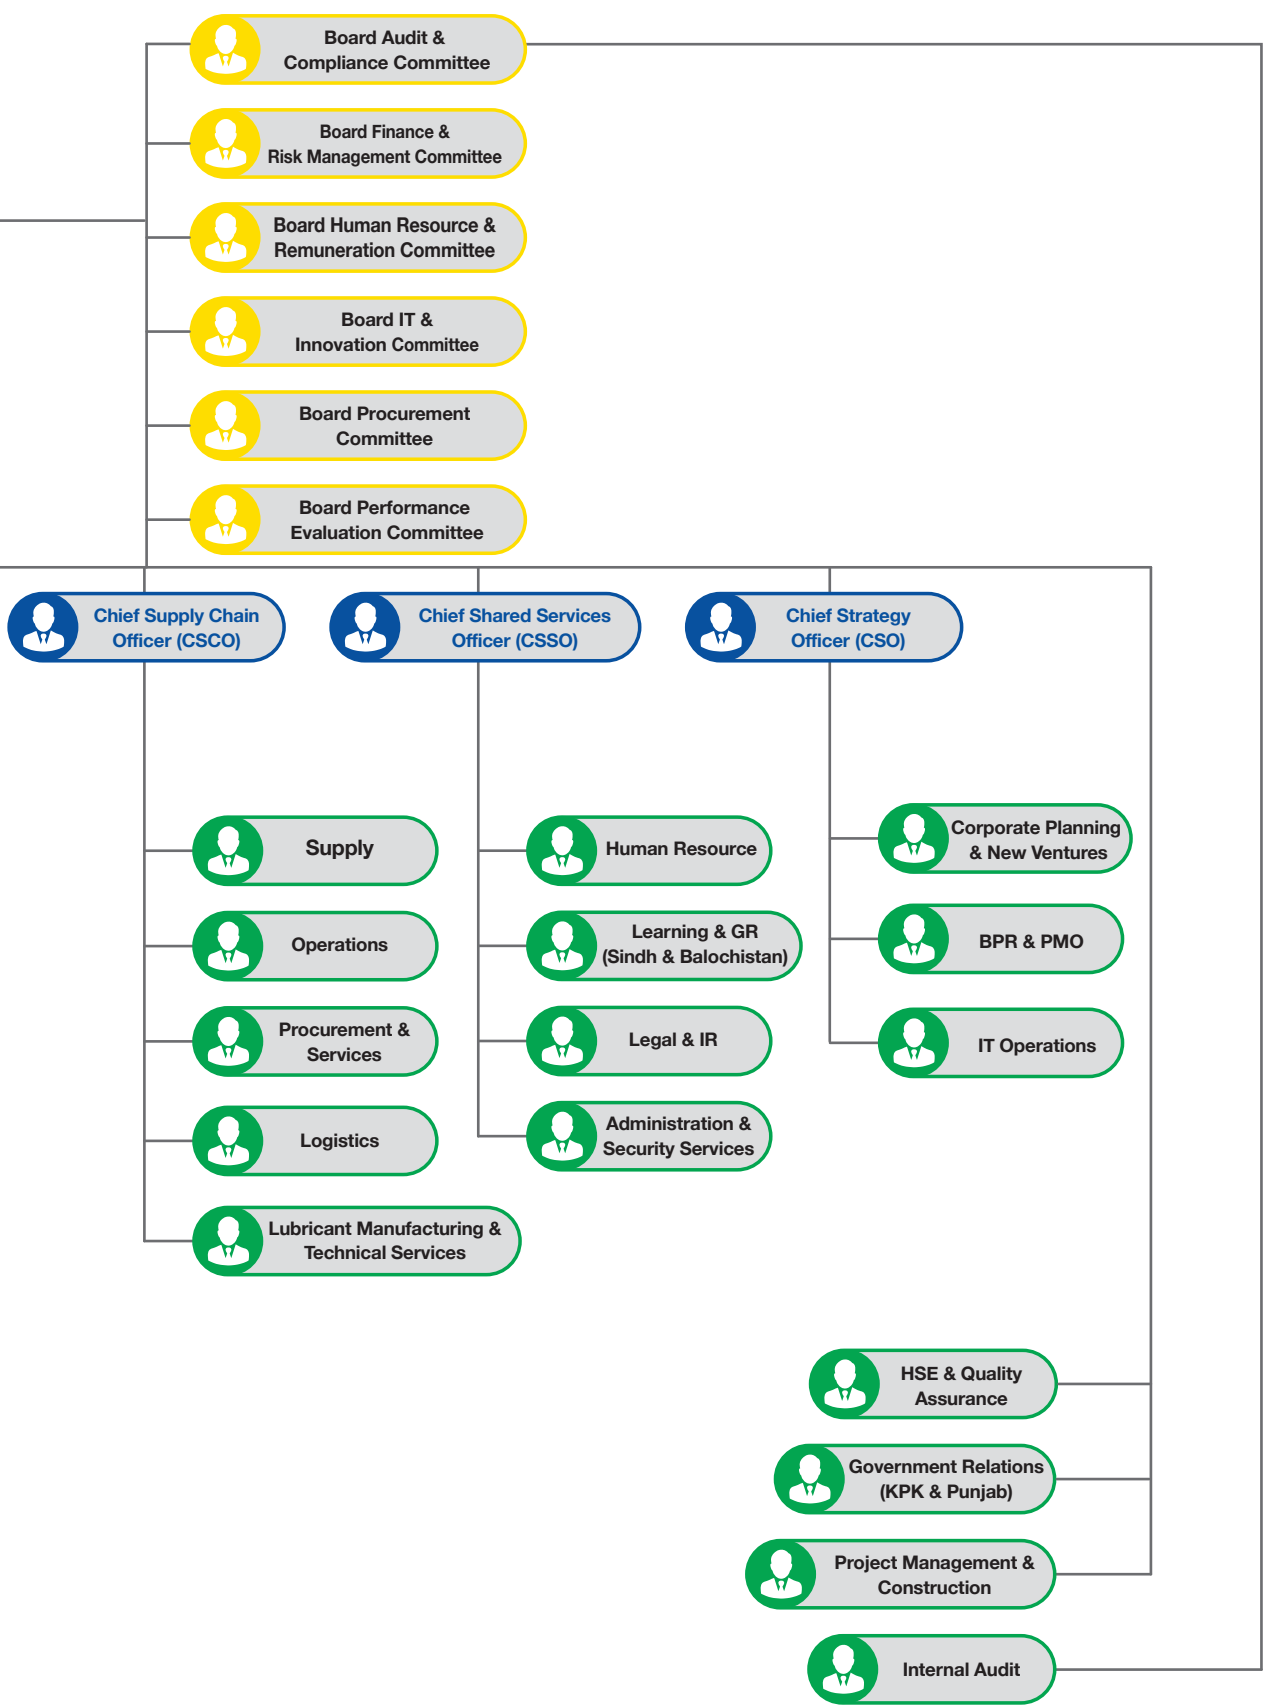 Board Audit &
Compliance Committee
Board Finance &
Risk Management Committee
Board Human Resource &
Remuneration Committee
Board IT &
Innovation Committee
Board Procurement
Committee
Board Performance
Evaluation Committee
Chief Supply Chain
Officer (CSCO)
Chief Shared Services
Officer (CSSO)
Chief Strategy
Officer (CSO)
Supply
Operations
Procurement &
Services
Logistics
Lubricant Manufacturing &
Technical Services
Human Resource
Learning & GR
(Sindh & Balochistan)
Legal & IR
Administration &
Security Services
Corporate Planning
& New Ventures
BPR & PMO
IT Operations
HSE & Quality
Assurance
Government Relations
(KPK & Punjab)
Project Management &
Construction
Internal Audit